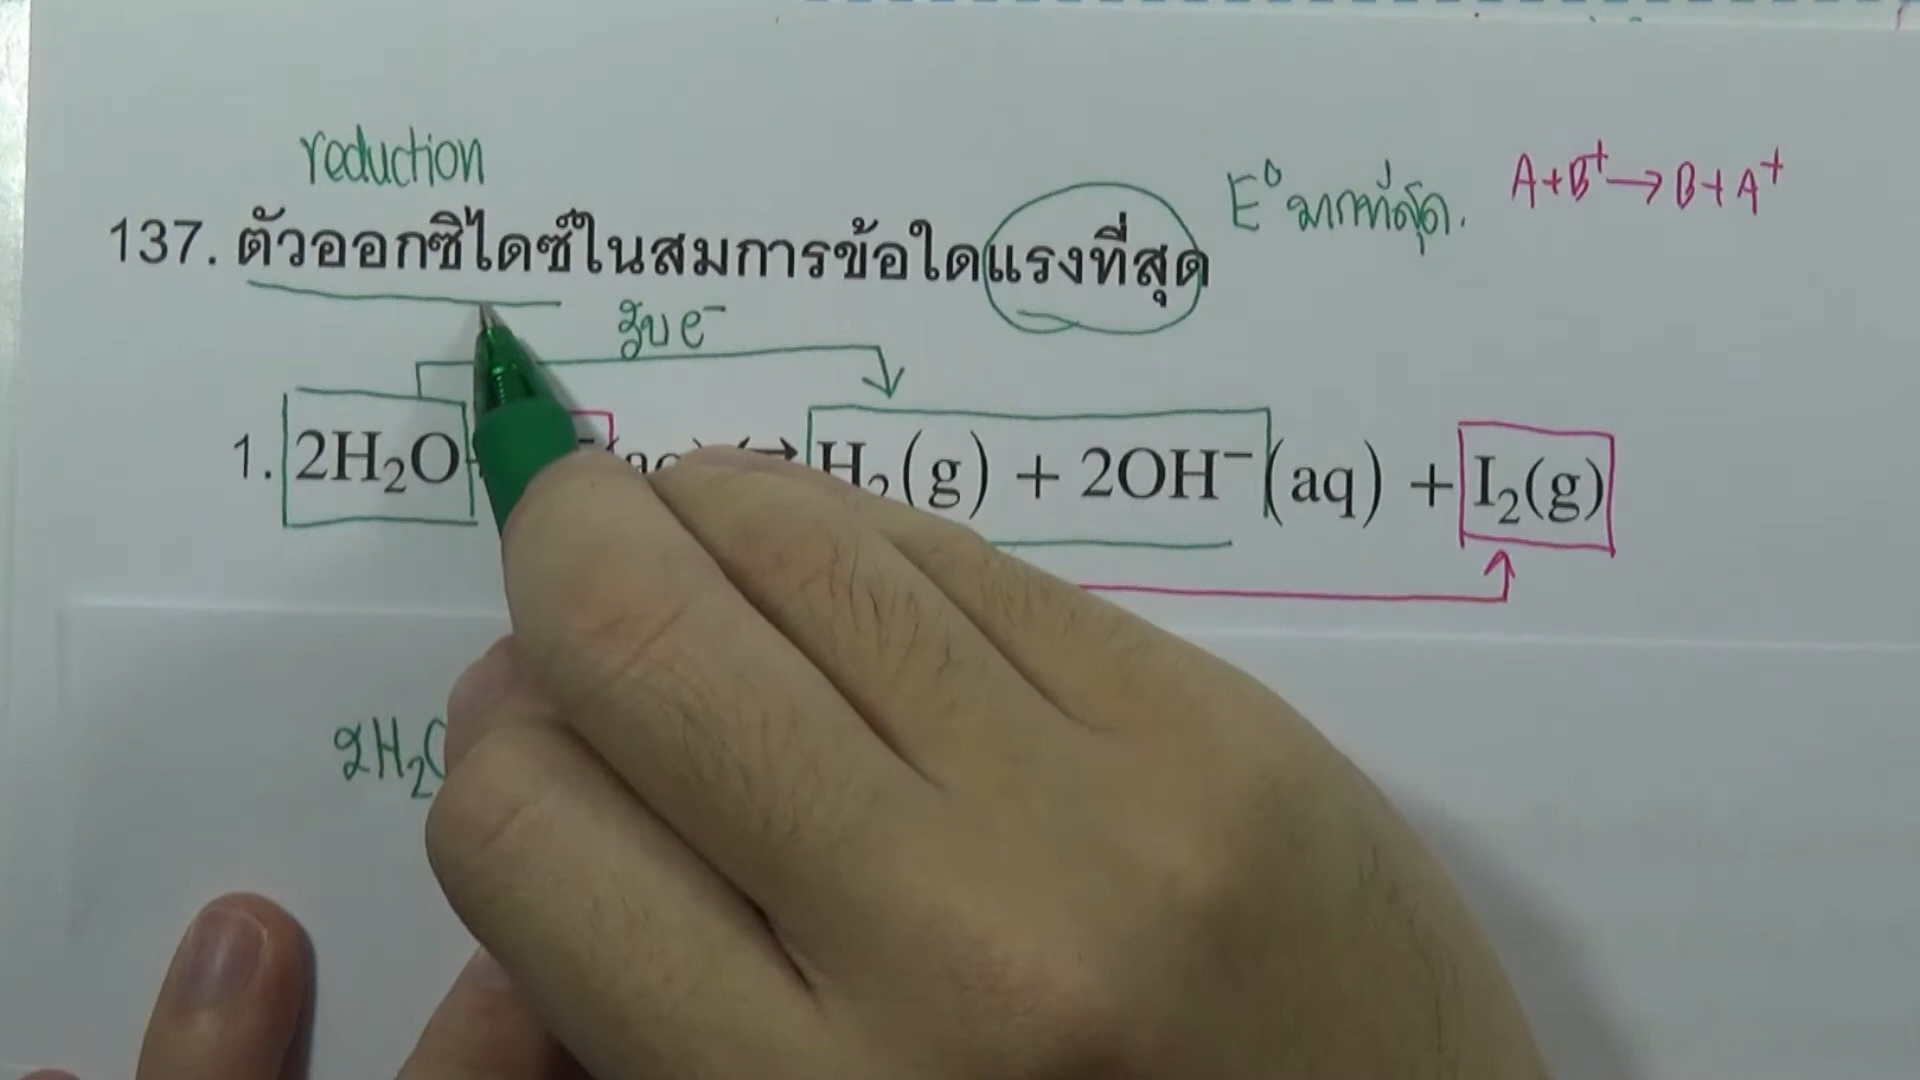 reduction
E° มากที่สุด. A+B⁺→B+A⁺
137. ตัวออกซิไดซ์ในสมการข้อใดแรงที่สุด
รับ e⁻
1. 2H₂O H₂(g) + 2OH⁻(aq) + I₂(g)
2H₂O